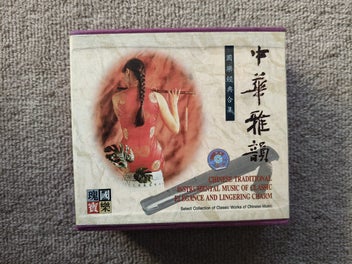 中華雅韻
國樂經典合集
國樂瑰寶
CHINESE TRADITIONAL
INSTRUMENTAL MUSIC OF CLASSIC
ELEGANCE AND LINGERING CHARM
Select Collection of Classic Works of Chinese Music